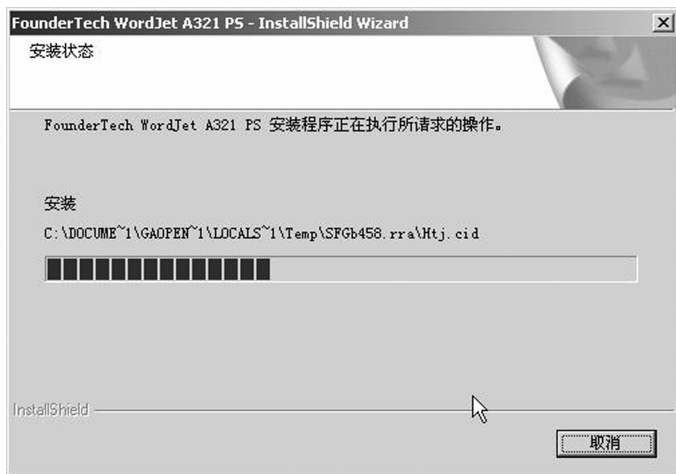 FounderTech WordJet A321 PS - InstallShield Wizard
安装状态
FounderTech WordJet A321 PS 安装程序正在执行所请求的操作。
安装
C:\DOCUME~1\GAOPEN~1\LOCALS~1\Temp\SFGb458.rra\Htj.cid
InstallShield
取消